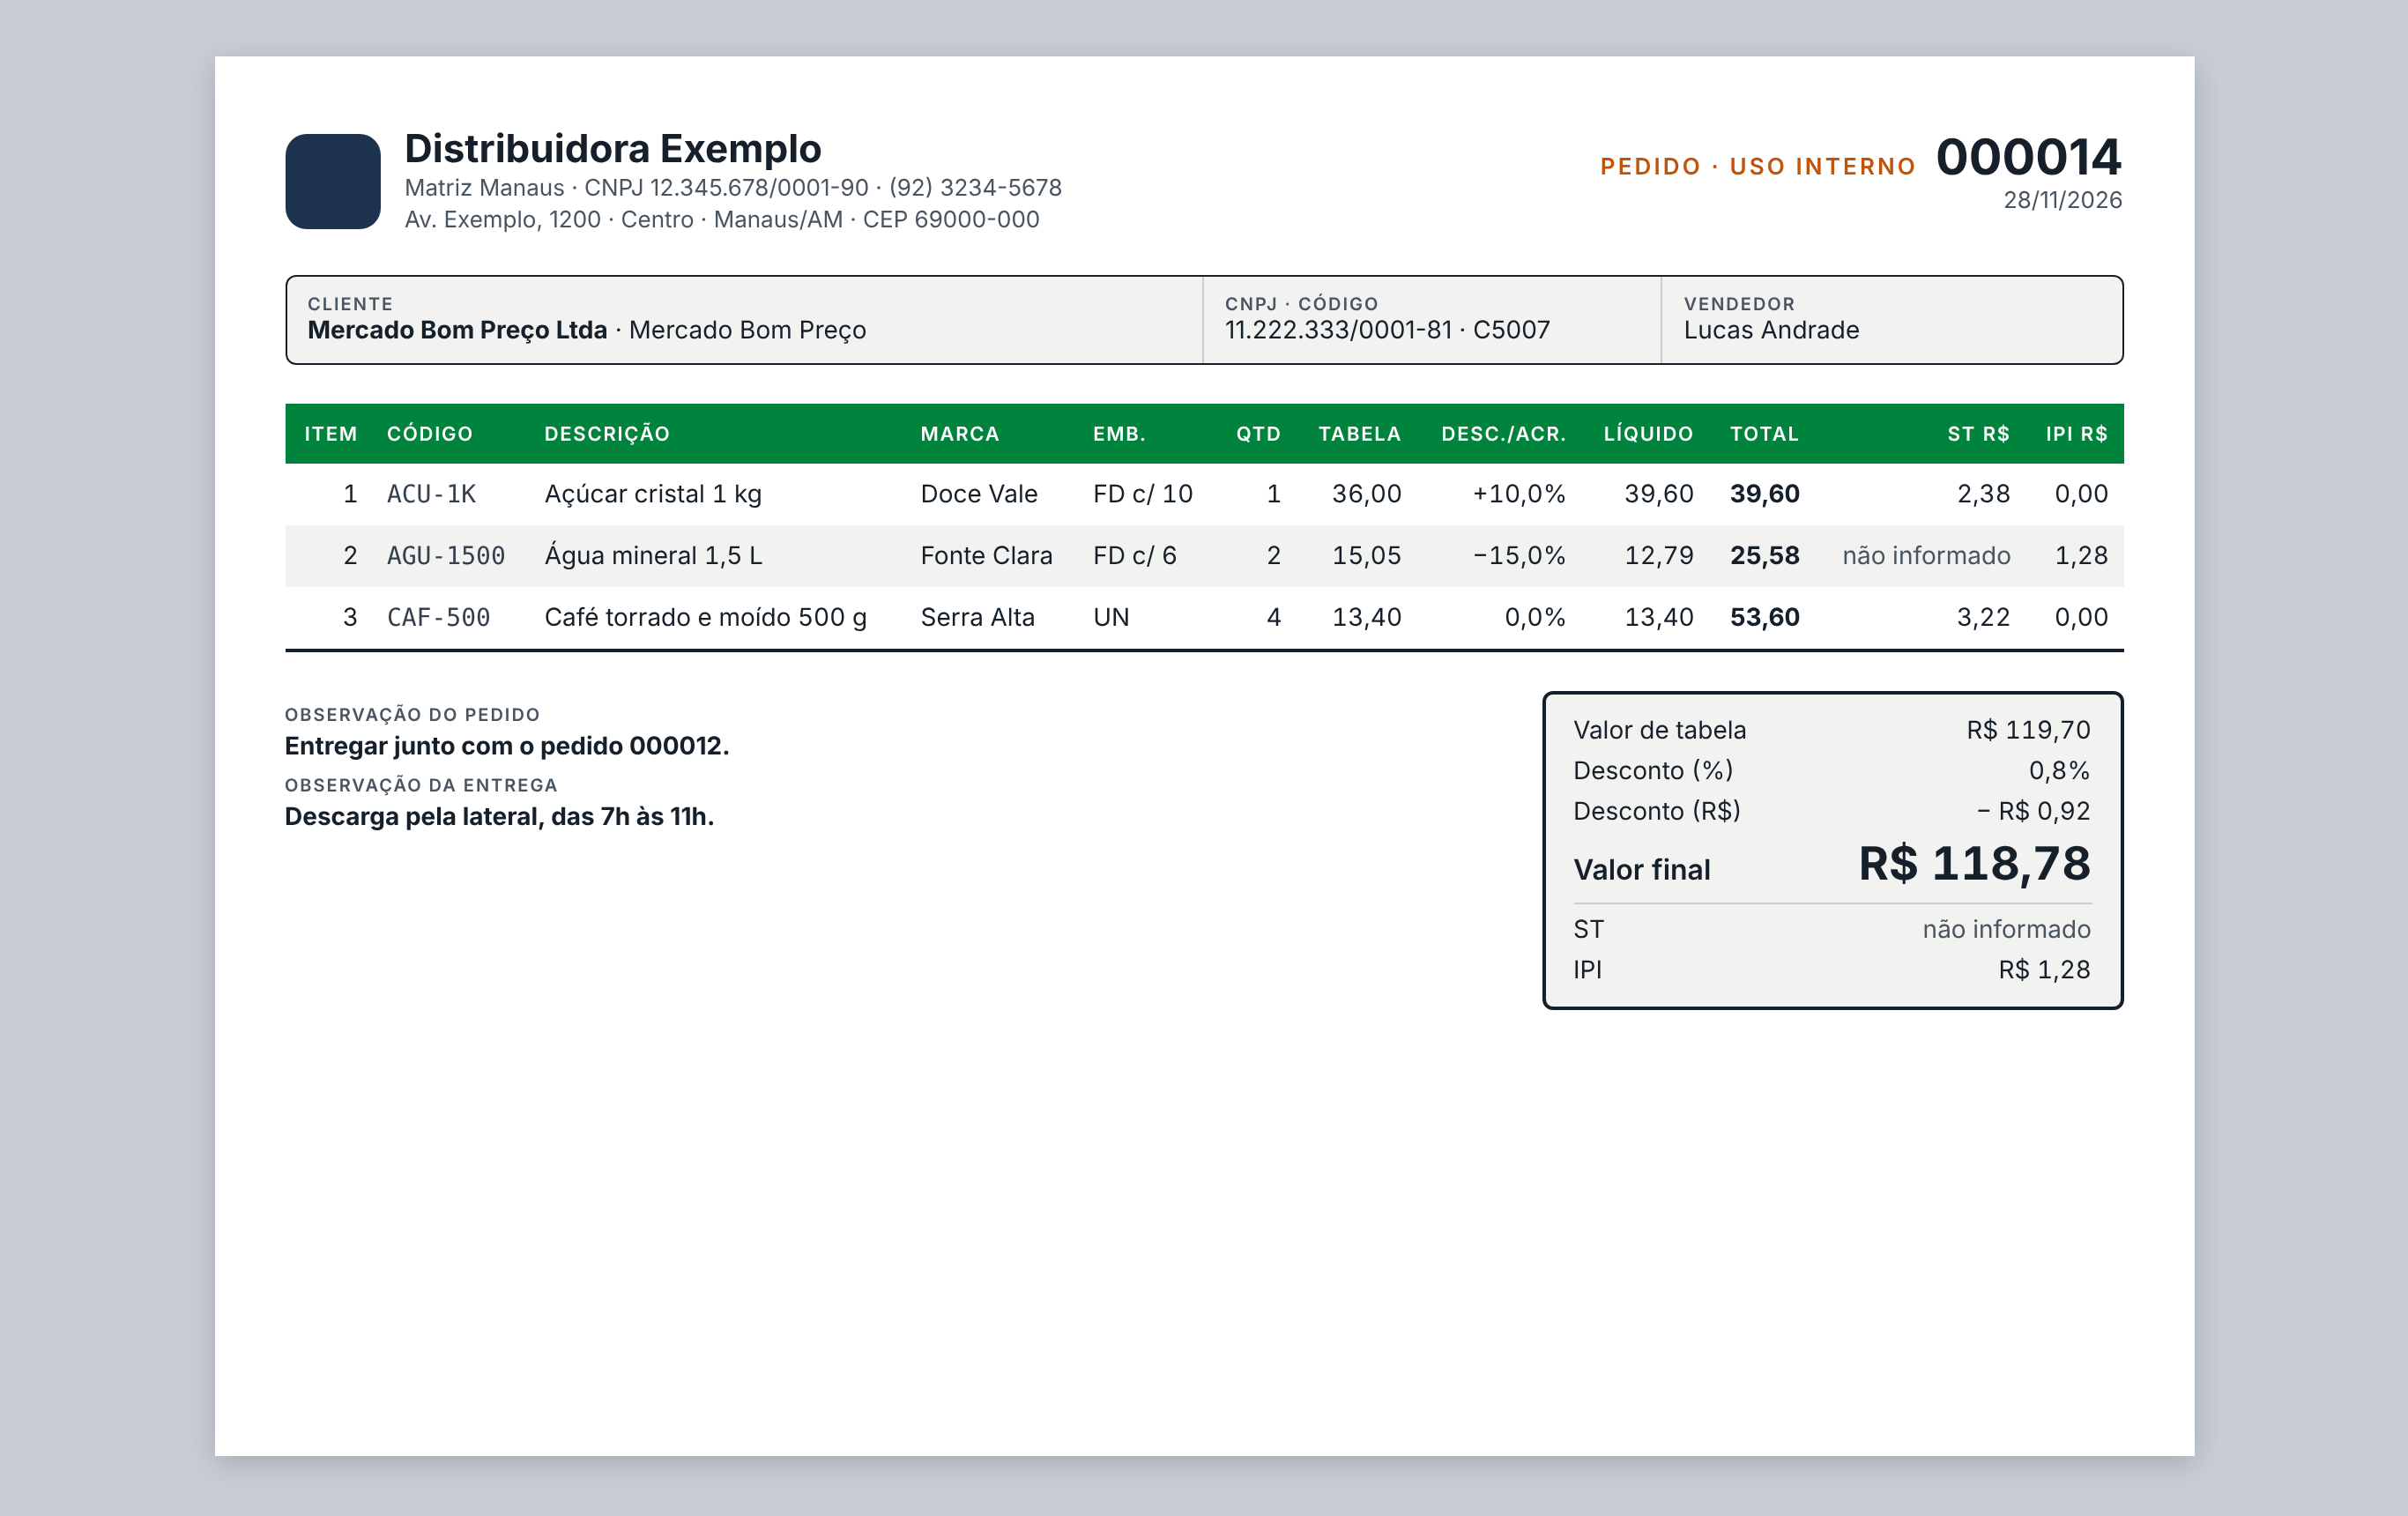 Distribuidora Exemplo
Matriz Manaus · CNPJ 12.345.678/0001-90 · (92) 3234-5678
Av. Exemplo, 1200 · Centro · Manaus/AM · CEP 69000-000
PEDIDO · USO INTERNO 000014
28/11/2026
CLIENTE
Mercado Bom Preço Ltda · Mercado Bom Preço
CNPJ · CÓDIGO
11.222.333/0001-81 · C5007
VENDEDOR
Lucas Andrade
ITEM CÓDIGO DESCRIÇÃO MARCA EMB. QTD TABELA DESC./ACR. LÍQUIDO TOTAL ST R$ IPI R$
1 ACU-1K Açúcar cristal 1 kg Doce Vale FD c/ 10 1 36,00 +10,0% 39,60 39,60 2,38 0,00
2 AGU-1500 Água mineral 1,5 L Fonte Clara FD c/ 6 2 15,05 −15,0% 12,79 25,58 não informado 1,28
3 CAF-500 Café torrado e moído 500 g Serra Alta UN 4 13,40 0,0% 13,40 53,60 3,22 0,00
OBSERVAÇÃO DO PEDIDO
Entregar junto com o pedido 000012.
OBSERVAÇÃO DA ENTREGA
Descarga pela lateral, das 7h às 11h.
Valor de tabela R$ 119,70
Desconto (%) 0,8%
Desconto (R$) − R$ 0,92
Valor final R$ 118,78
ST não informado
IPI R$ 1,28